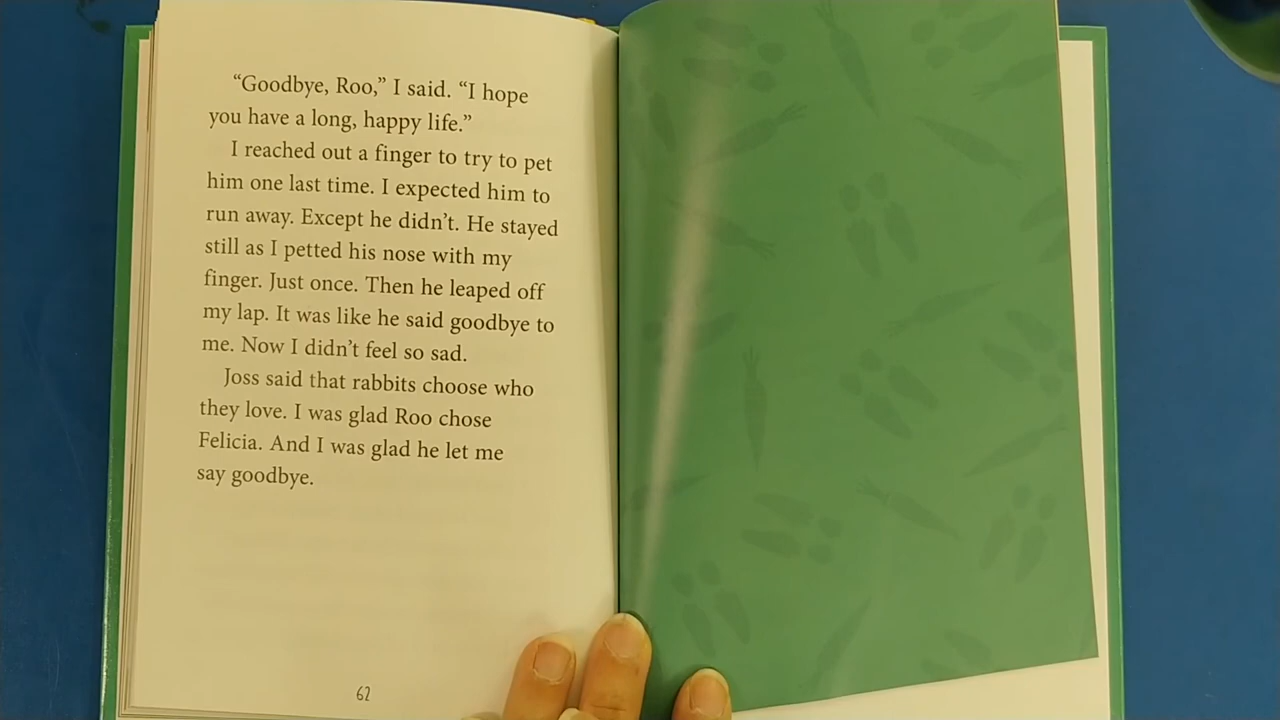 “Goodbye, Roo,” I said. “I hope
you have a long, happy life.”
I reached out a finger to try to pet
him one last time. I expected him to
run away. Except he didn’t. He stayed
still as I petted his nose with my
finger. Just once. Then he leaped off
my lap. It was like he said goodbye to
me. Now I didn’t feel so sad.
Joss said that rabbits choose who
they love. I was glad Roo chose
Felicia. And I was glad he let me
say goodbye.
62